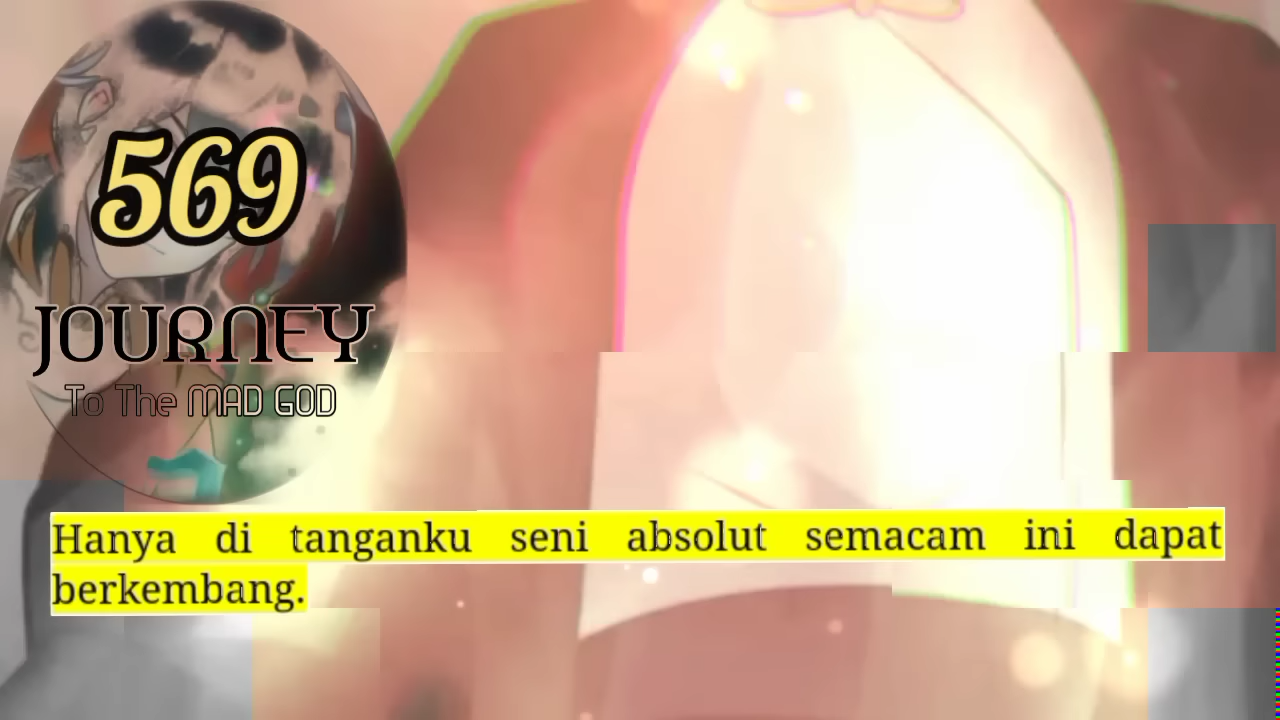 569
JOURNEY
To The MAD GOD
Hanya di tanganku seni absolut semacam ini dapat
berkembang.